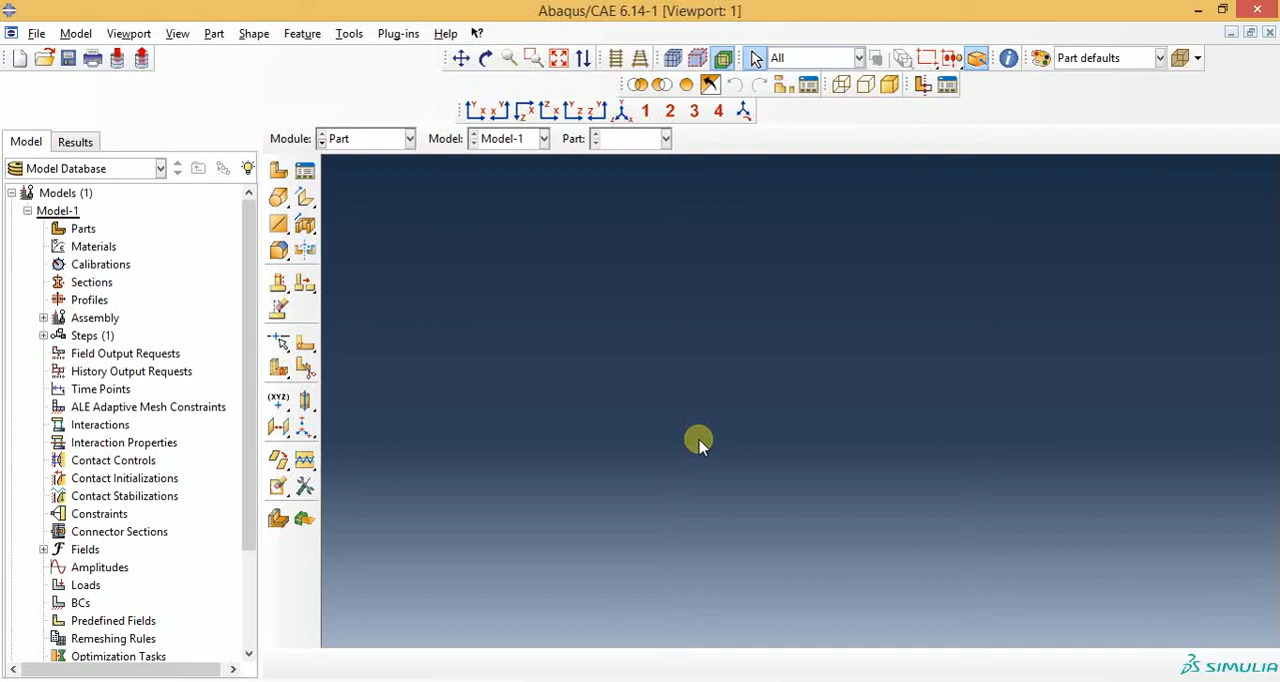 Abaqus/CAE 6.14-1 [Viewport: 1]
File Model Viewport View Part Shape Feature Tools Plug-ins Help
All
Part defaults
1 2 3 4
Model Results
Module: Part Model: Model-1 Part:
Model Database
Models (1)
Model-1
Parts
Materials
Calibrations
Sections
Profiles
Assembly
Steps (1)
Field Output Requests
History Output Requests
Time Points
ALE Adaptive Mesh Constraints
Interactions
Interaction Properties
Contact Controls
Contact Initializations
Contact Stabilizations
Constraints
Connector Sections
Fields
Amplitudes
Loads
BCs
Predefined Fields
Remeshing Rules
Optimization Tasks
(XYZ)
SIMULIA